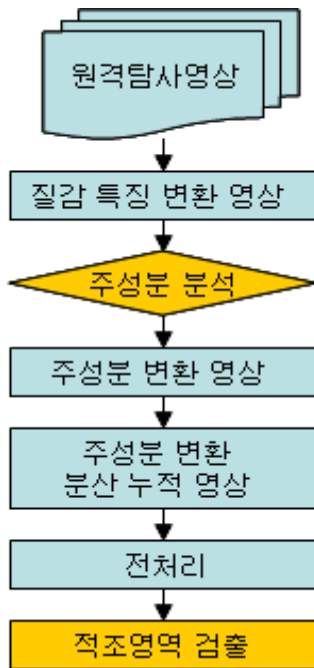 원격탐사영상
질감 특징 변환 영상
주성분 분석
주성분 변환 영상
주성분 변환
분산 누적 영상
전처리
적조영역 검출